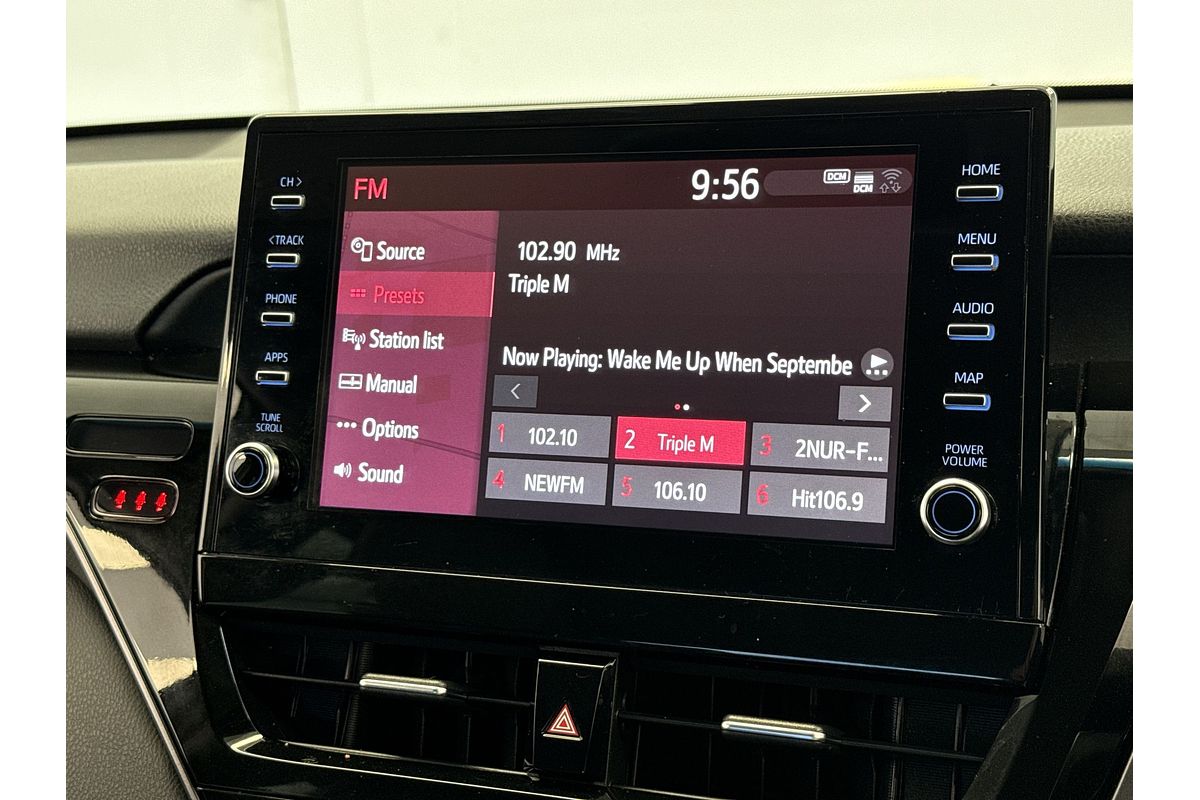 CH >
< TRACK
PHONE
APPS
TUNE
SCROLL
FM
9:56
DCM
DCM
Source
Presets
Station list
Manual
Options
Sound
102.90 MHz
Triple M
Now Playing: Wake Me Up When Septembe
1 102.10
2 Triple M
3 2NUR-F...
4 NEWFM
5 106.10
6 Hit106.9
HOME
MENU
AUDIO
MAP
POWER
VOLUME